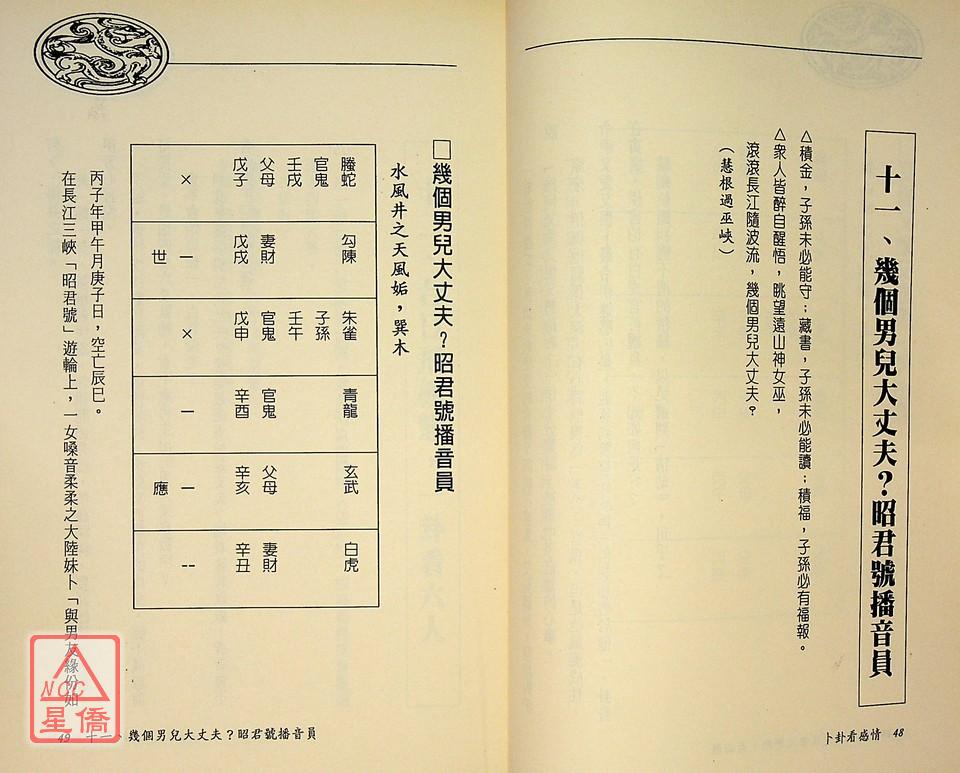 十一、幾個男兒大丈夫？昭君號播音員
△積金，子孫未必能守；藏書，子孫未必能讀；積福，子孫必有福報。
△眾人皆醉自醒悟，眺望遠山神女巫，
滾滾長江隨波流，幾個男兒大丈夫？
（慧根過巫峽）
卜卦看感情 48
□幾個男兒大丈夫？昭君號播音員
水風井之天風姤，巽木
螣蛇 官鬼 壬戌 父母 戊子 ×
勾陳 妻財 戊戌 — 世
朱雀 子孫 壬午 官鬼 戊申 ×
青龍 官鬼 辛酉 —
玄武 父母 辛亥 — 應
白虎 妻財 辛丑 --
丙子年甲午月庚子日，空亡辰巳。
在長江三峽「昭君號」遊輪上，一女嗓音柔柔之大陸妹卜「與男友緣份如
49 十一、幾個男兒大丈夫？昭君號播音員
NCC
星僑